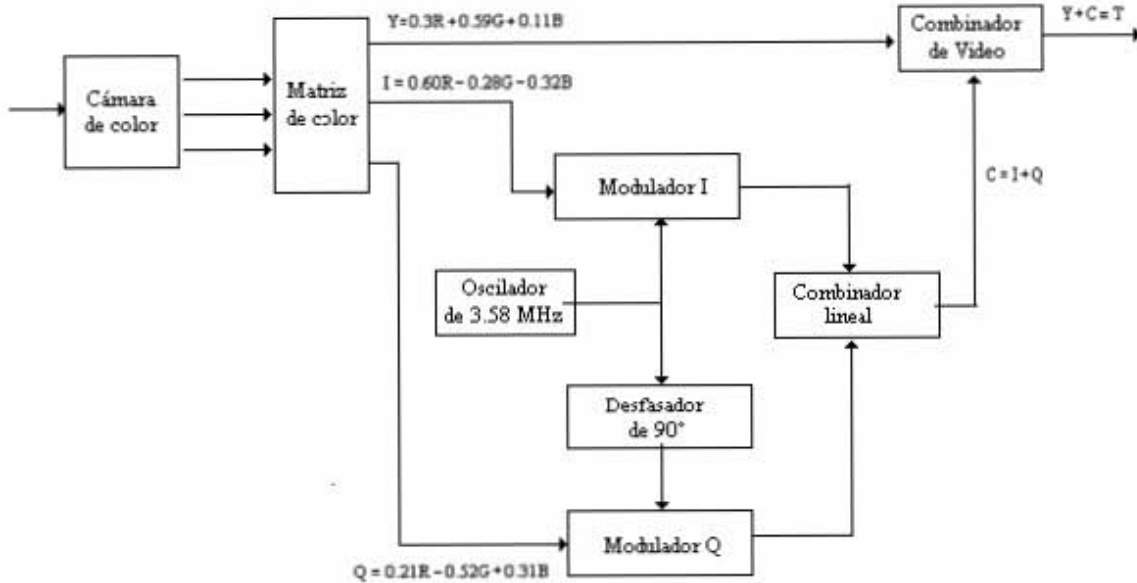 Y=0.3R+0.59G+0.11B
Combinador
de Video
Y+C=T
Cámara
de color
Matriz
de color
I = 0.60R-0.28G-0.32B
Modulador I
C=I+Q
Oscilador
de 3.58 MHz
Combinador
lineal
Desfasador
de 90°
Modulador Q
Q=0.21R-0.52G+0.31B